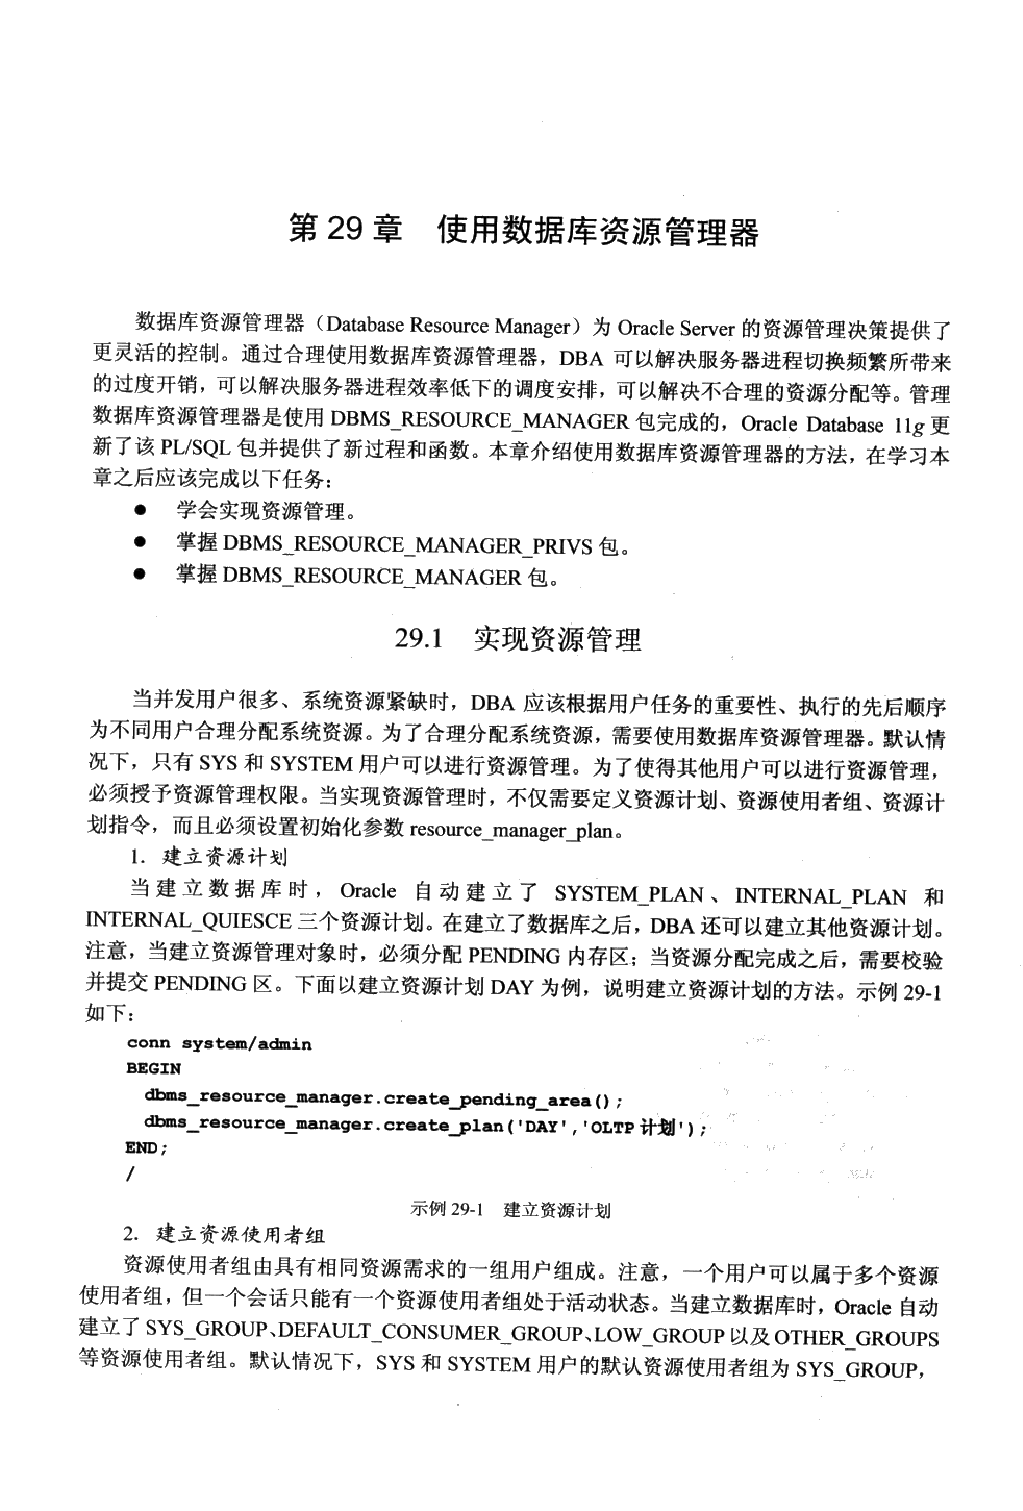 第 29 章　使用数据库资源管理器
数据库资源管理器（Database Resource Manager）为 Oracle Server 的资源管理决策提供了
更灵活的控制。通过合理使用数据库资源管理器，DBA 可以解决服务器进程切换频繁所带来
的过度开销，可以解决服务器进程效率低下的调度安排，可以解决不合理的资源分配等。管理
数据库资源管理器是使用 DBMS_RESOURCE_MANAGER 包完成的，Oracle Database 11g 更
新了该 PL/SQL 包并提供了新过程和函数。本章介绍使用数据库资源管理器的方法，在学习本
章之后应该完成以下任务：
● 学会实现资源管理。
● 掌握 DBMS_RESOURCE_MANAGER_PRIVS 包。
● 掌握 DBMS_RESOURCE_MANAGER 包。
29.1　实现资源管理
当并发用户很多、系统资源紧缺时，DBA 应该根据用户任务的重要性、执行的先后顺序
为不同用户合理分配系统资源。为了合理分配系统资源，需要使用数据库资源管理器。默认情
况下，只有 SYS 和 SYSTEM 用户可以进行资源管理。为了使得其他用户可以进行资源管理，
必须授予资源管理权限。当实现资源管理时，不仅需要定义资源计划、资源使用者组、资源计
划指令，而且必须设置初始化参数 resource_manager_plan。
1．建立资源计划
当建立数据库时，Oracle 自动建立了 SYSTEM_PLAN、INTERNAL_PLAN 和
INTERNAL_QUIESCE 三个资源计划。在建立了数据库之后，DBA 还可以建立其他资源计划。
注意，当建立资源管理对象时，必须分配 PENDING 内存区；当资源分配完成之后，需要校验
并提交 PENDING 区。下面以建立资源计划 DAY 为例，说明建立资源计划的方法。示例 29-1
如下：
conn system/admin
BEGIN
dbms_resource_manager.create_pending_area();
dbms_resource_manager.create_plan('DAY','OLTP 计划');
END;
/
示例 29-1　建立资源计划
2．建立资源使用者组
资源使用者组由具有相同资源需求的一组用户组成。注意，一个用户可以属于多个资源
使用者组，但一个会话只能有一个资源使用者组处于活动状态。当建立数据库时，Oracle 自动
建立了 SYS_GROUP、DEFAULT_CONSUMER_GROUP、LOW_GROUP 以及 OTHER_GROUPS
等资源使用者组。默认情况下，SYS 和 SYSTEM 用户的默认资源使用者组为 SYS_GROUP，